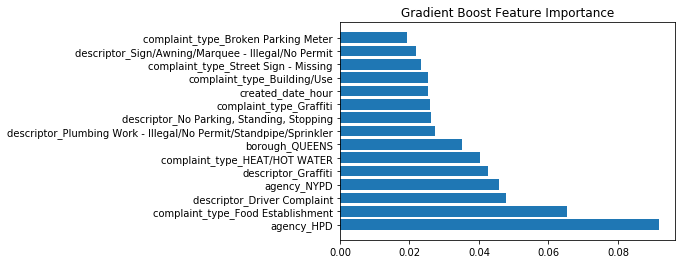 Gradient Boost Feature Importance
complaint_type_Broken Parking Meter
descriptor_Sign/Awning/Marquee - Illegal/No Permit
complaint_type_Street Sign - Missing
complaint_type_Building/Use
created_date_hour
complaint_type_Graffiti
descriptor_No Parking, Standing, Stopping
descriptor_Plumbing Work - Illegal/No Permit/Standpipe/Sprinkler
borough_QUEENS
complaint_type_HEAT/HOT WATER
descriptor_Graffiti
agency_NYPD
descriptor_Driver Complaint
complaint_type_Food Establishment
agency_HPD
0.00 0.02 0.04 0.06 0.08